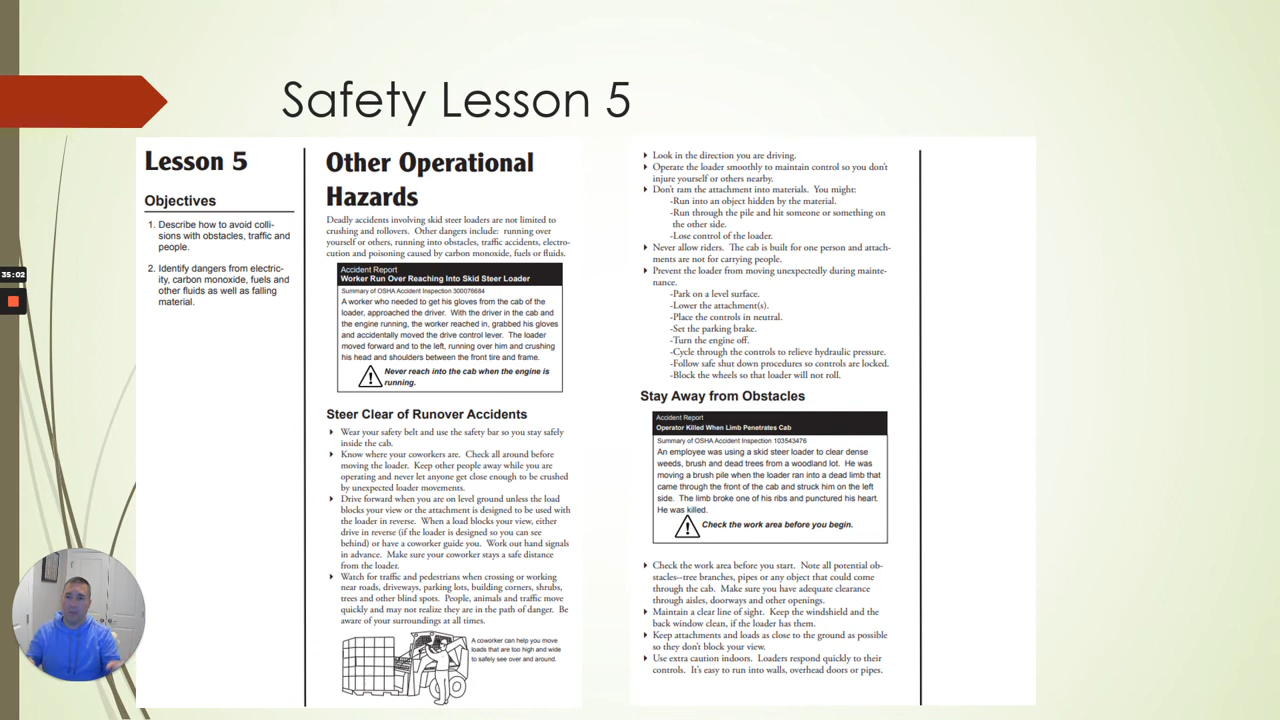 Safety Lesson 5
Lesson 5
Objectives
1. Describe how to avoid colli-
sions with obstacles, traffic and
people.
2. Identify dangers from electric-
ity, carbon monoxide, fuels and
other fluids as well as falling
material.
35:02
Other Operational
Hazards
Deadly accidents involving skid steer loaders are not limited to
crushing and rollovers. Other dangers include: running over
yourself or others, running into obstacles, traffic accidents, electro-
cution and poisoning caused by carbon monoxide, fuels or fluids.
Accident Report
Worker Run Over Reaching Into Skid Steer Loader
Summary of OSHA Accident Inspection 300076684
A worker who needed to get his gloves from the cab of the
loader, approached the driver. With the driver in the cab and
the engine running, the worker reached in, grabbed his gloves
and accidentally moved the drive control lever. The loader
moved forward and to the left, running over him and crushing
his head and shoulders between the front tire and frame.
Never reach into the cab when the engine is
running.
Steer Clear of Runover Accidents
Wear your safety belt and use the safety bar so you stay safely
inside the cab.
Know where your coworkers are. Check all around before
moving the loader. Keep other people away while you are
operating and never let anyone get close enough to be crushed
by unexpected loader movements.
Drive forward when you are on level ground unless the load
blocks your view or the attachment is designed to be used with
the loader in reverse. When a load blocks your view, either
drive in reverse (if the loader is designed so you can see
behind) or have a coworker guide you. Work out hand signals
in advance. Make sure your coworker stays a safe distance
from the loader.
Watch for traffic and pedestrians when crossing or working
near roads, driveways, parking lots, building corners, shrubs,
trees and other blind spots. People, animals and traffic move
quickly and may not realize they are in the path of danger. Be
aware of your surroundings at all times.
A coworker can help you move
loads that are too high and wide
to safely see over and around.
Look in the direction you are driving.
Operate the loader smoothly to maintain control so you don't
injure yourself or others nearby.
Don't ram the attachment into materials. You might:
-Run into an object hidden by the material.
-Run through the pile and hit someone or something on
the other side.
-Lose control of the loader.
Never allow riders. The cab is built for one person and attach-
ments are not for carrying people.
Prevent the loader from moving unexpectedly during mainte-
nance.
-Park on a level surface.
-Lower the attachment(s).
-Place the controls in neutral.
-Set the parking brake.
-Turn the engine off.
-Cycle through the controls to relieve hydraulic pressure.
-Follow safe shut down procedures so controls are locked.
-Block the wheels so that loader will not roll.
Stay Away from Obstacles
Accident Report
Operator Killed When Limb Penetrates Cab
Summary of OSHA Accident Inspection 103543476
An employee was using a skid steer loader to clear dense
weeds, brush and dead trees from a woodland lot. He was
moving a brush pile when the loader ran into a dead limb that
came through the front of the cab and struck him on the left
side. The limb broke one of his ribs and punctured his heart.
He was killed.
Check the work area before you begin.
Check the work area before you start. Note all potential ob-
stacles--tree branches, pipes or any object that could come
through the cab. Make sure you have adequate clearance
through aisles, doorways and other openings.
Maintain a clear line of sight. Keep the windshield and the
back window clean, if the loader has them.
Keep attachments and loads as close to the ground as possible
so they don't block your view.
Use extra caution indoors. Loaders respond quickly to their
controls. It's easy to run into walls, overhead doors or pipes.